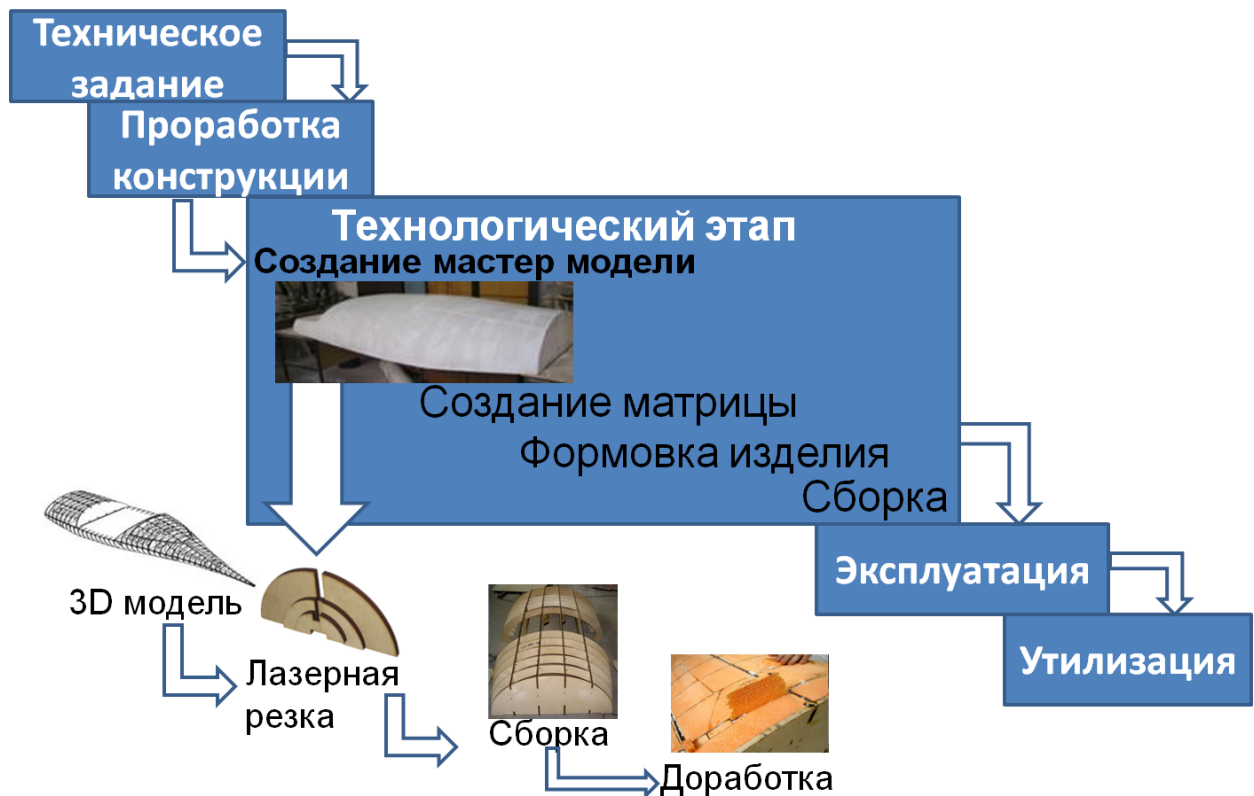 Техническое
задание
Проработка
конструкции
Технологический этап
Создание мастер модели
Создание матрицы
Формовка изделия
Сборка
Эксплуатация
Утилизация
3D модель
Лазерная
резка
Сборка
Доработка